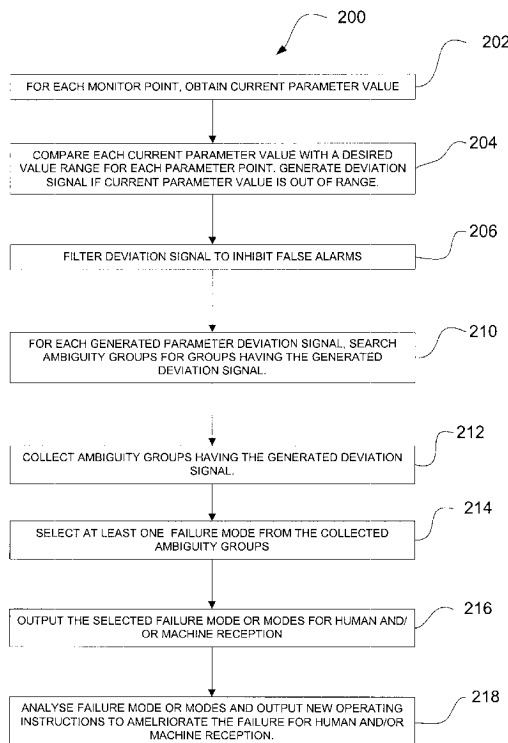 200
202
FOR EACH MONITOR POINT, OBTAIN CURRENT PARAMETER VALUE
204
COMPARE EACH CURRENT PARAMETER VALUE WITH A DESIRED
VALUE RANGE FOR EACH PARAMETER POINT. GENERATE DEVIATION
SIGNAL IF CURRENT PARAMETER VALUE IS OUT OF RANGE.
206
FILTER DEVIATION SIGNAL TO INHIBIT FALSE ALARMS
210
FOR EACH GENERATED PARAMETER DEVIATION SIGNAL, SEARCH
AMBIGUITY GROUPS FOR GROUPS HAVING THE GENERATED
DEVIATION SIGNAL.
212
COLLECT AMBIGUITY GROUPS HAVING THE GENERATED DEVIATION
SIGNAL.
214
SELECT AT LEAST ONE FAILURE MODE FROM THE COLLECTED
AMBIGUITY GROUPS
216
OUTPUT THE SELECTED FAILURE MODE OR MODES FOR HUMAN AND/
OR MACHINE RECEPTION
218
ANALYSE FAILURE MODE OR MODES AND OUTPUT NEW OPERATING
INSTRUCTIONS TO AMELRIORATE THE FAILURE FOR HUMAN AND/OR
MACHINE RECEPTION.